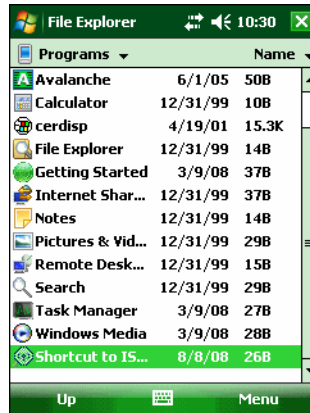 File Explorer 10:30
Programs Name
Avalanche 6/1/05 50B
Calculator 12/31/99 10B
cerdisp 4/19/01 15.3K
File Explorer 12/31/99 14B
Getting Started 3/9/08 37B
Internet Shar... 12/31/99 37B
Notes 12/31/99 14B
Pictures & Vid... 12/31/99 29B
Remote Desk... 12/31/99 15B
Search 12/31/99 29B
Task Manager 3/9/08 27B
Windows Media 3/9/08 28B
Shortcut to IS... 8/8/08 26B
Up Menu